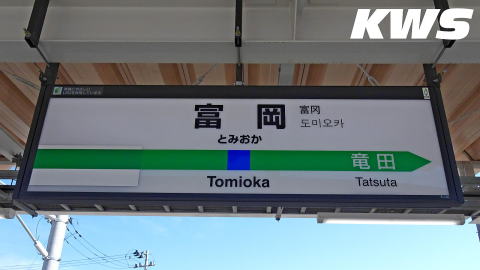 KWS
富岡
富冈
도미오카
とみおか
竜田
Tomioka
Tatsuta